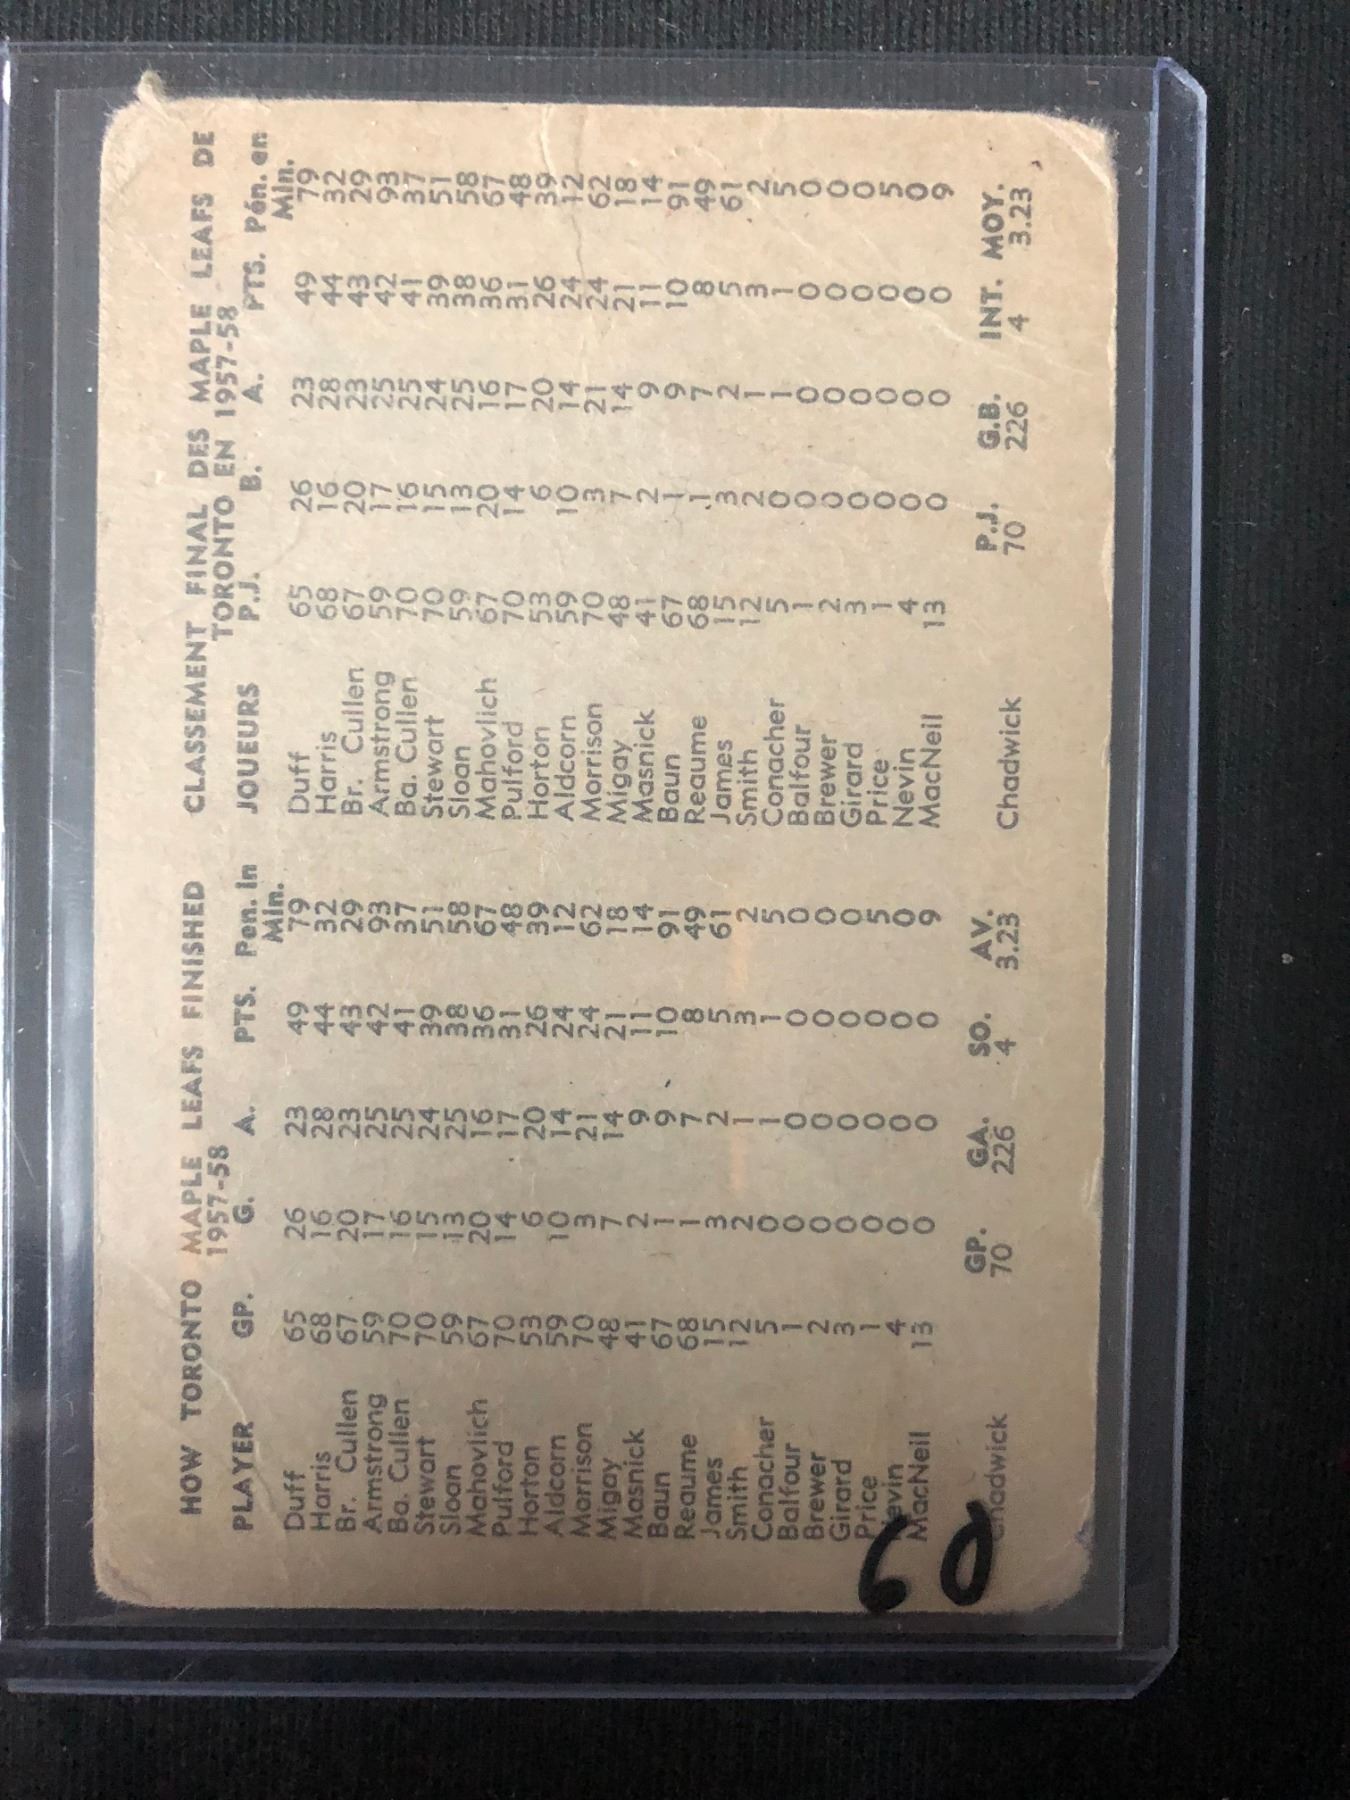 HOW TORONTO MAPLE LEAFS FINISHED
1957-58
PLAYER GP. G. A. PTS. Pen. in Min.
Duff 65 26 23 49 79
Harris 68 16 28 44 32
Br. Cullen 67 20 23 43 29
Armstrong 59 17 25 42 93
Ba. Cullen 70 16 25 41 37
Stewart 70 15 24 39 51
Sloan 59 13 25 38 58
Mahovlich 67 20 16 36 67
Pulford 70 14 17 31 48
Horton 53 6 20 26 39
Aldcorn 59 10 14 24 12
Morrison 70 3 21 24 62
Migay 48 7 14 21 18
Masnick 41 2 9 11 14
Baun 67 1 9 10 91
Reaume 68 1 7 8 49
James 15 3 2 5 61
Smith 12 2 1 3 2
Conacher 5 0 1 1 5
Balfour 1 0 0 0 0
Brewer 2 0 0 0 0
Girard 3 0 0 0 0
Price 1 0 0 0 5
Nevin 4 0 0 0 0
MacNeil 13 0 0 0 9
GP. GA. SO. AV.
Chadwick 70 226 4 3.23
60
CLASSEMENT FINAL DES MAPLE LEAFS DE
TORONTO EN 1957-58
JOUEURS P.J. B. A. PTS. Pén. en Min.
Duff 65 26 23 49 79
Harris 68 16 28 44 32
Br. Cullen 67 20 23 43 29
Armstrong 59 17 25 42 93
Ba. Cullen 70 16 25 41 37
Stewart 70 15 24 39 51
Sloan 59 13 25 38 58
Mahovlich 67 20 16 36 67
Pulford 70 14 17 31 48
Horton 53 6 20 26 39
Aldcorn 59 10 14 24 12
Morrison 70 3 21 24 62
Migay 48 7 14 21 18
Masnick 41 2 9 11 14
Baun 67 1 9 10 91
Reaume 68 1 7 8 49
James 15 3 2 5 61
Smith 12 2 1 3 2
Conacher 5 0 1 1 5
Balfour 1 0 0 0 0
Brewer 2 0 0 0 0
Girard 3 0 0 0 0
Price 1 0 0 0 5
Nevin 4 0 0 0 0
MacNeil 13 0 0 0 9
P.J. G.B. INT. MOY.
Chadwick 70 226 4 3.23